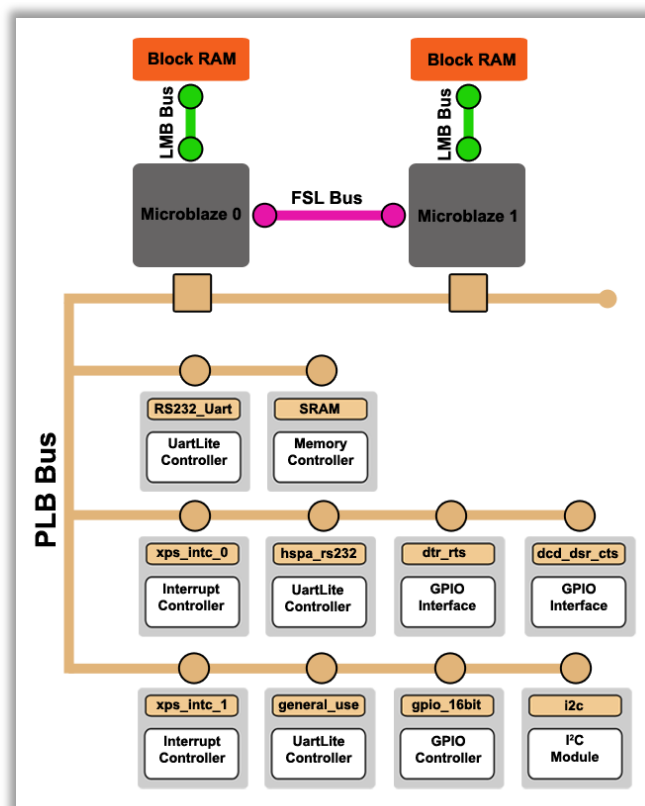 Block RAM
Block RAM
LMB Bus
LMB Bus
Microblaze 0
FSL Bus
Microblaze 1
PLB Bus
RS232_Uart
SRAM
UartLite
Controller
Memory
Controller
xps_intc_0
hspa_rs232
dtr_rts
dcd_dsr_cts
Interrupt
Controller
UartLite
Controller
GPIO
Interface
GPIO
Interface
xps_intc_1
general_use
gpio_16bit
i2c
Interrupt
Controller
UartLite
Controller
GPIO
Controller
I²C
Module